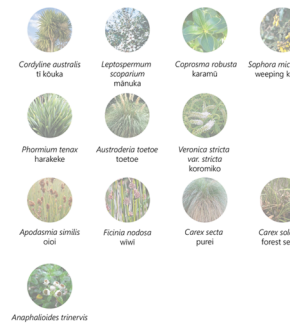 Cordyline australis
tī kōuka
Leptospermum
scoparium
mānuka
Coprosma robusta
karamū
Sophora mic
weeping k
Phormium tenax
harakeke
Austroderia toetoe
toetoe
Veronica stricta
var. stricta
koromiko
Apodasmia similis
oioi
Ficinia nodosa
wīwī
Carex secta
purei
Carex sol
forest se
Anaphalioides trinervis